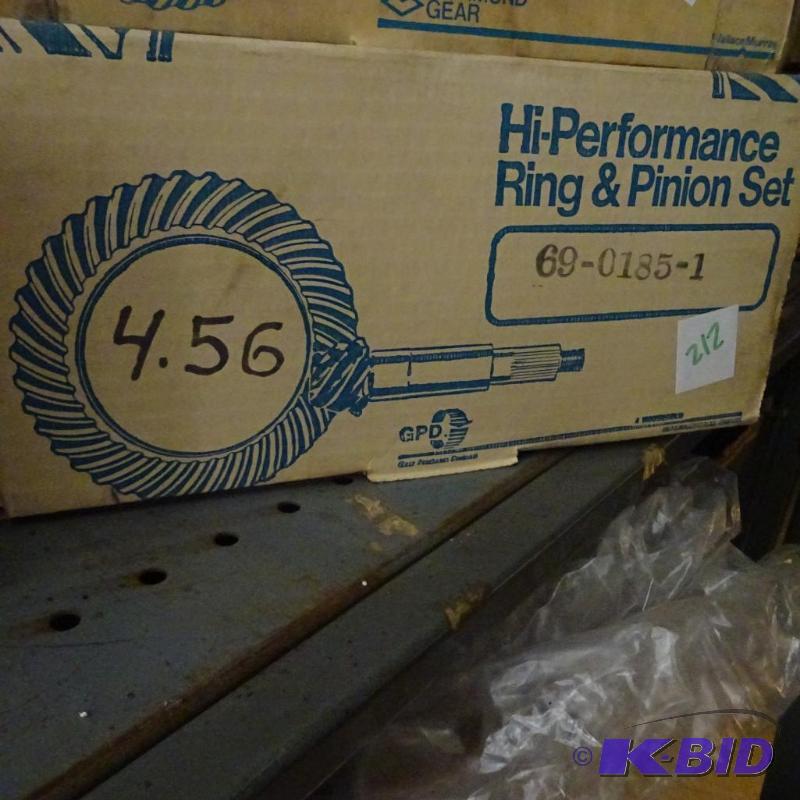 GEAR
Hi-Performance
Ring & Pinion Set
69-0185-1
4.56
212
GPD
© K-BID